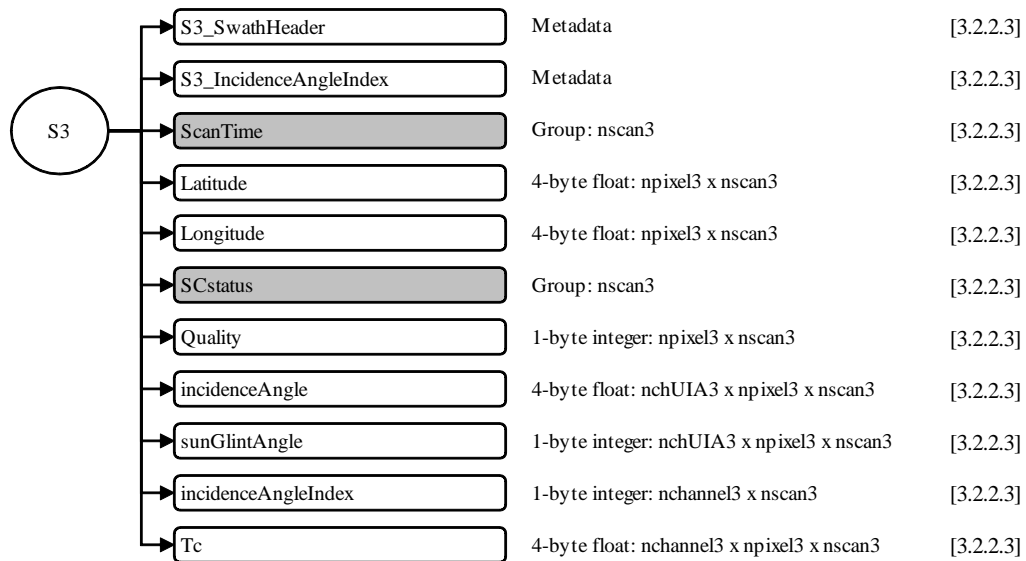 S3_SwathHeader Metadata [3.2.2.3]
S3_IncidenceAngleIndex Metadata [3.2.2.3]
S3 ScanTime Group: nscan3 [3.2.2.3]
Latitude 4-byte float: npixel3 x nscan3 [3.2.2.3]
Longitude 4-byte float: npixel3 x nscan3 [3.2.2.3]
SCstatus Group: nscan3 [3.2.2.3]
Quality 1-byte integer: npixel3 x nscan3 [3.2.2.3]
incidenceAngle 4-byte float: nchUIA3 x npixel3 x nscan3 [3.2.2.3]
sunGlintAngle 1-byte integer: nchUIA3 x npixel3 x nscan3 [3.2.2.3]
incidenceAngleIndex 1-byte integer: nchannel3 x nscan3 [3.2.2.3]
Tc 4-byte float: nchannel3 x npixel3 x nscan3 [3.2.2.3]